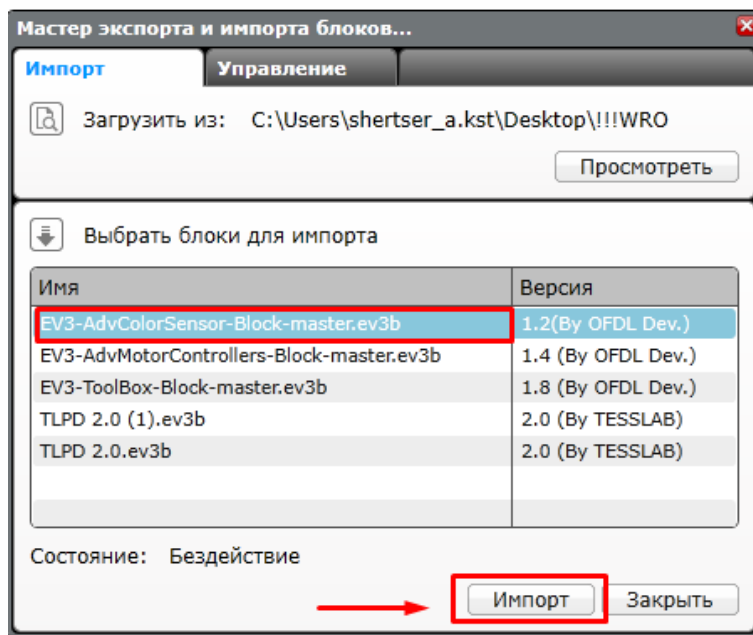 Мастер экспорта и импорта блоков...
Импорт Управление
Загрузить из: C:\Users\shertser_a.kst\Desktop\!!!WRO
Просмотреть
Выбрать блоки для импорта
Имя Версия
EV3-AdvColorSensor-Block-master.ev3b 1.2(By OFDL Dev.)
EV3-AdvMotorControllers-Block-master.ev3b 1.4 (By OFDL Dev.)
EV3-ToolBox-Block-master.ev3b 1.8 (By OFDL Dev.)
TLPD 2.0 (1).ev3b 2.0 (By TESSLAB)
TLPD 2.0.ev3b 2.0 (By TESSLAB)
Состояние: Бездействие
Импорт Закрыть